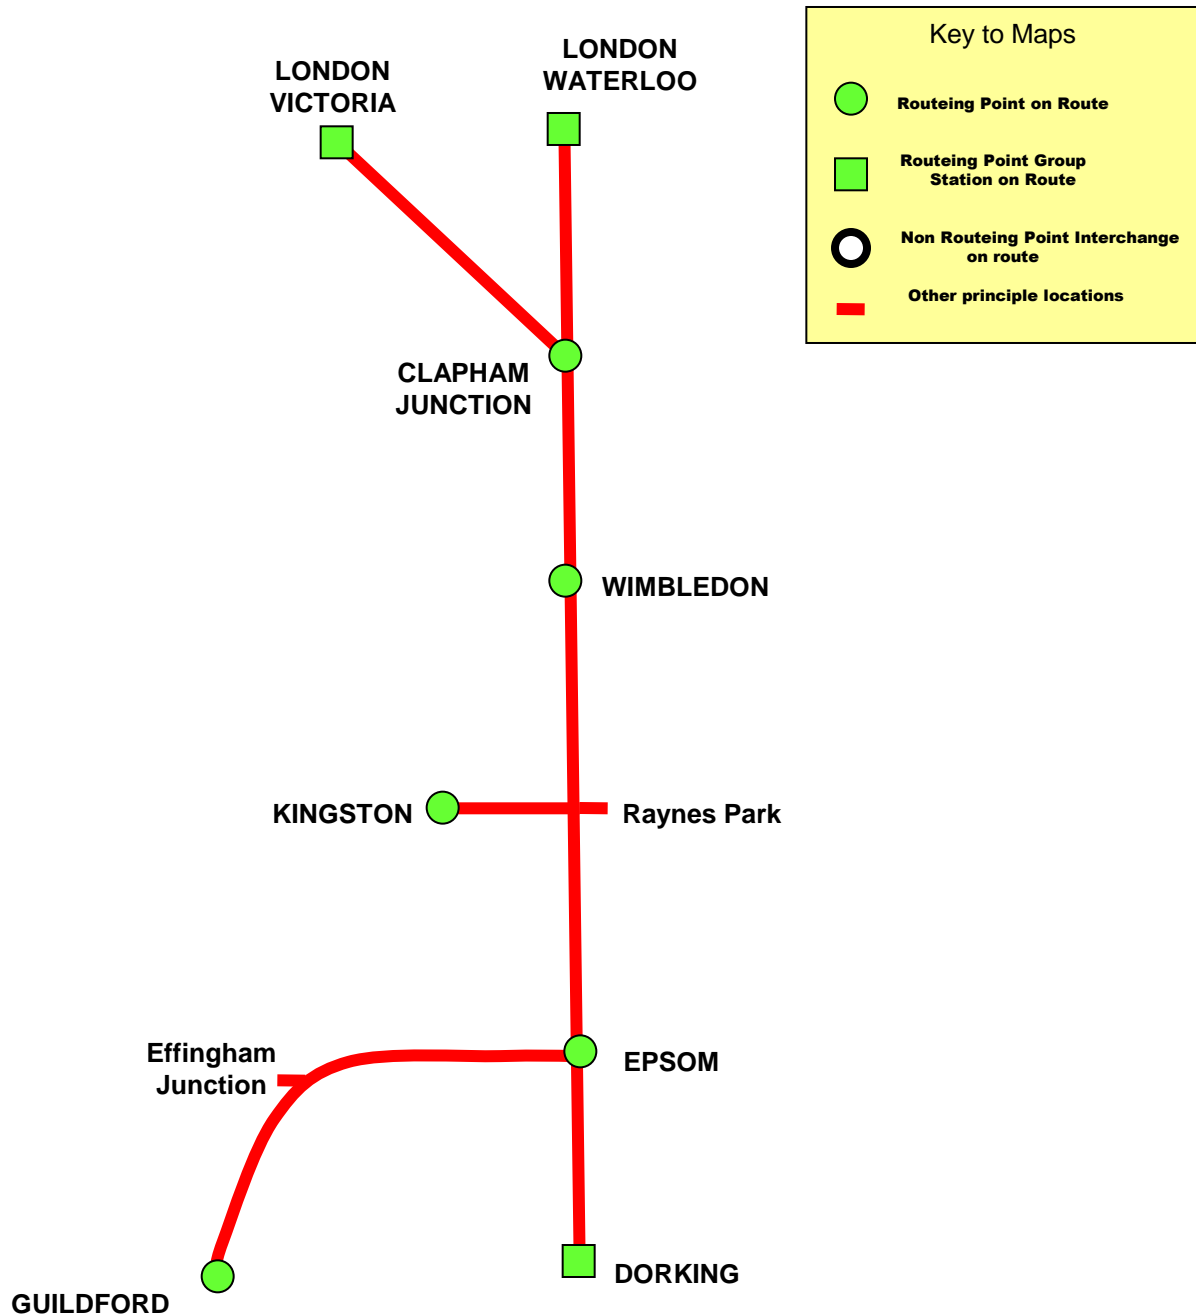 LONDON
VICTORIA
LONDON
WATERLOO
Key to Maps
Routeing Point on Route
Routeing Point Group
Station on Route
Non Routeing Point Interchange
on route
Other principle locations
CLAPHAM
JUNCTION
WIMBLEDON
KINGSTON
Raynes Park
Effingham
Junction
EPSOM
DORKING
GUILDFORD